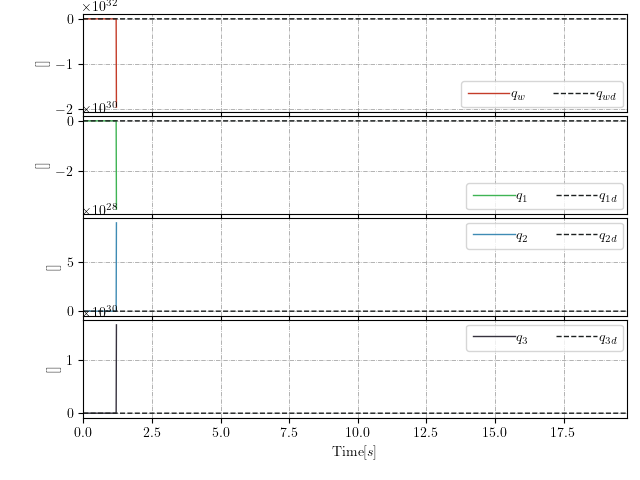 ×10³²
0
−1
−2
[]
q_w q_wd
×10³⁰
0
−2
[]
q_1 q_1d
×10²⁸
5
0
[]
q_2 q_2d
×10³⁰
1
0
[]
q_3 q_3d
0.0 2.5 5.0 7.5 10.0 12.5 15.0 17.5
Time[s]